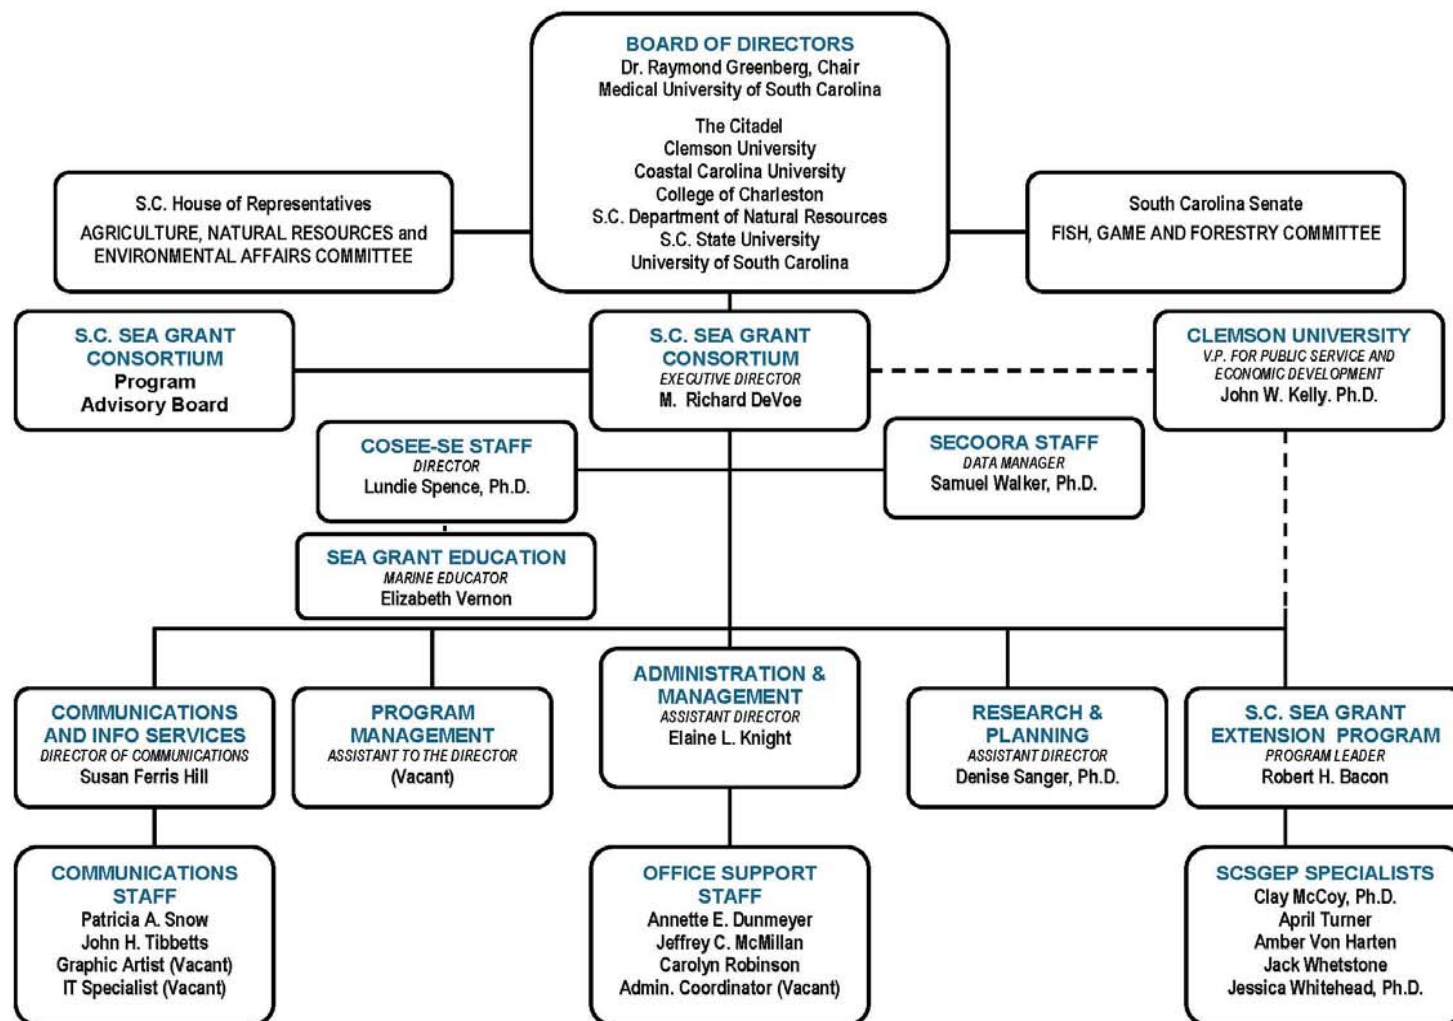 BOARD OF DIRECTORS
Dr. Raymond Greenberg, Chair
Medical University of South Carolina
The Citadel
Clemson University
Coastal Carolina University
College of Charleston
S.C. Department of Natural Resources
S.C. State University
University of South Carolina
S.C. House of Representatives
AGRICULTURE, NATURAL RESOURCES and
ENVIRONMENTAL AFFAIRS COMMITTEE
South Carolina Senate
FISH, GAME AND FORESTRY COMMITTEE
S.C. SEA GRANT
CONSORTIUM
Program
Advisory Board
S.C. SEA GRANT
CONSORTIUM
EXECUTIVE DIRECTOR
M. Richard DeVoe
CLEMSON UNIVERSITY
V.P. FOR PUBLIC SERVICE AND
ECONOMIC DEVELOPMENT
John W. Kelly. Ph.D.
COSEE-SE STAFF
DIRECTOR
Lundie Spence, Ph.D.
SECOORA STAFF
DATA MANAGER
Samuel Walker, Ph.D.
SEA GRANT EDUCATION
MARINE EDUCATOR
Elizabeth Vernon
COMMUNICATIONS
AND INFO SERVICES
DIRECTOR OF COMMUNICATIONS
Susan Ferris Hill
PROGRAM
MANAGEMENT
ASSISTANT TO THE DIRECTOR
(Vacant)
ADMINISTRATION &
MANAGEMENT
ASSISTANT DIRECTOR
Elaine L. Knight
RESEARCH &
PLANNING
ASSISTANT DIRECTOR
Denise Sanger, Ph.D.
S.C. SEA GRANT
EXTENSION PROGRAM
PROGRAM LEADER
Robert H. Bacon
COMMUNICATIONS
STAFF
Patricia A. Snow
John H. Tibbetts
Graphic Artist (Vacant)
IT Specialist (Vacant)
OFFICE SUPPORT
STAFF
Annette E. Dunmeyer
Jeffrey C. McMillan
Carolyn Robinson
Admin. Coordinator (Vacant)
SCSGEP SPECIALISTS
Clay McCoy, Ph.D.
April Turner
Amber Von Harten
Jack Whetstone
Jessica Whitehead, Ph.D.